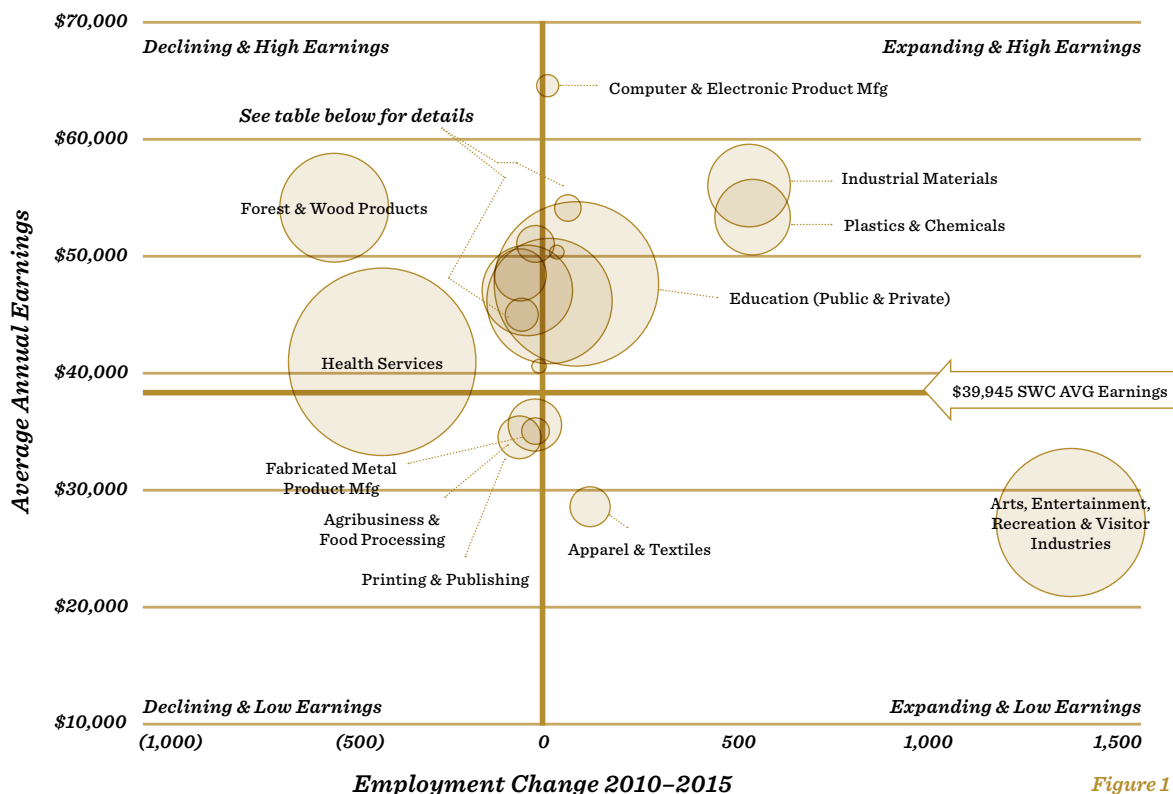 $70,000
Declining & High Earnings
Expanding & High Earnings
Computer & Electronic Product Mfg
See table below for details
$60,000
Industrial Materials
Forest & Wood Products
Plastics & Chemicals
$50,000
Education (Public & Private)
Health Services
$40,000
$39,945 SWC AVG Earnings
Average Annual Earnings
Fabricated Metal
Product Mfg
$30,000
Arts, Entertainment,
Recreation & Visitor
Industries
Agribusiness &
Food Processing
Apparel & Textiles
Printing & Publishing
$20,000
Declining & Low Earnings
Expanding & Low Earnings
$10,000
(1,000)
(500)
0
500
1,000
1,500
Employment Change 2010–2015
Figure 1